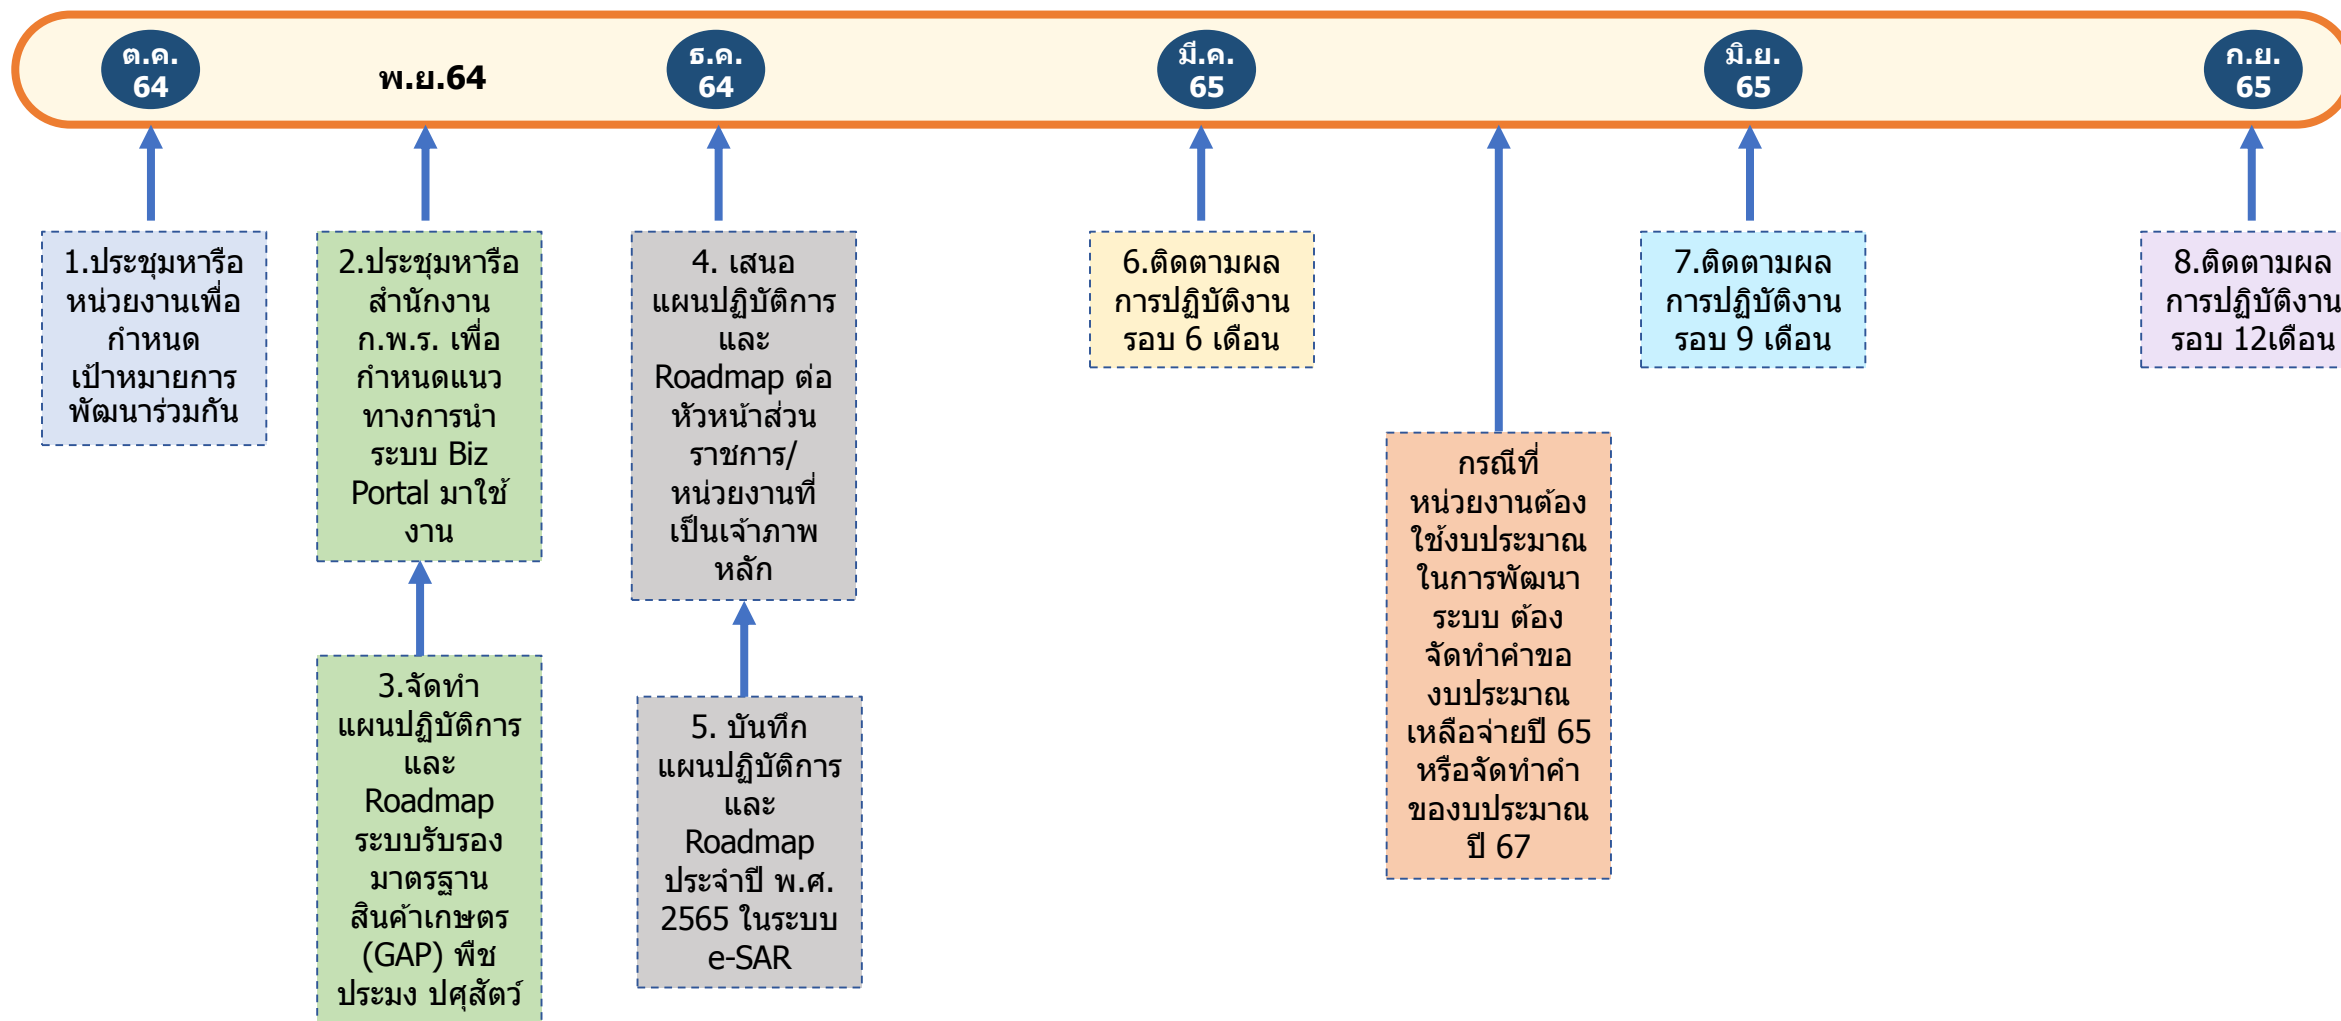 ต.ค.
64
พ.ย.64
ธ.ค.
64
มี.ค.
65
มิ.ย.
65
ก.ย.
65
1.ประชุมหารือ
หน่วยงานเพื่อ
กำหนด
เป้าหมายการ
พัฒนาร่วมกัน
2.ประชุมหารือ
สำนักงาน
ก.พ.ร. เพื่อ
กำหนดแนว
ทางการนำ
ระบบ Biz
Portal มาใช้
งาน
3.จัดทำ
แผนปฏิบัติการ
และ
Roadmap
ระบบรับรอง
มาตรฐาน
สินค้าเกษตร
(GAP) พืช
ประมง ปศุสัตว์
4. เสนอ
แผนปฏิบัติการ
และ
Roadmap ต่อ
หัวหน้าส่วน
ราชการ/
หน่วยงานที่
เป็นเจ้าภาพ
หลัก
5. บันทึก
แผนปฏิบัติการ
และ
Roadmap
ประจำปี พ.ศ.
2565 ในระบบ
e-SAR
6.ติดตามผล
การปฏิบัติงาน
รอบ 6 เดือน
กรณีที่
หน่วยงานต้อง
ใช้งบประมาณ
ในการพัฒนา
ระบบ ต้อง
จัดทำคำขอ
งบประมาณ
เหลือจ่ายปี 65
หรือจัดทำคำ
ของบประมาณ
ปี 67
7.ติดตามผล
การปฏิบัติงาน
รอบ 9 เดือน
8.ติดตามผล
การปฏิบัติงาน
รอบ 12เดือน